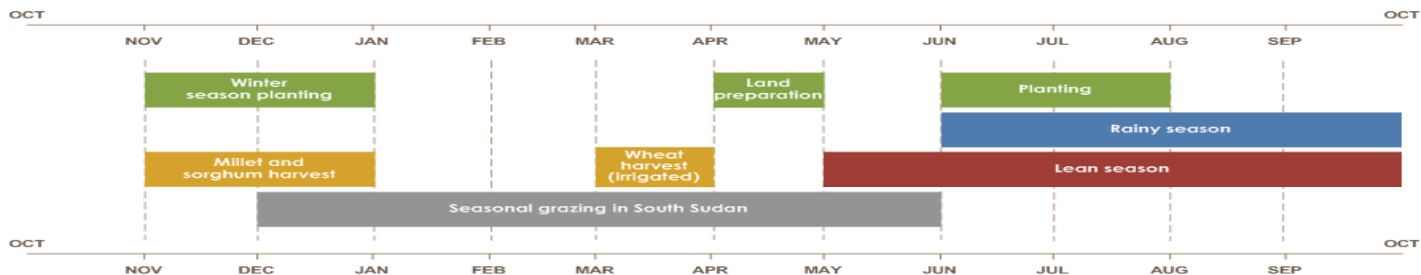 OCT OCT
NOV DEC JAN FEB MAR APR MAY JUN JUL AUG SEP
Winter
season planting
Land
preparation
Planting
Rainy season
Millet and
sorghum harvest
Wheat
harvest
(irrigated)
Lean season
Seasonal grazing in South Sudan
OCT OCT
NOV DEC JAN FEB MAR APR MAY JUN JUL AUG SEP